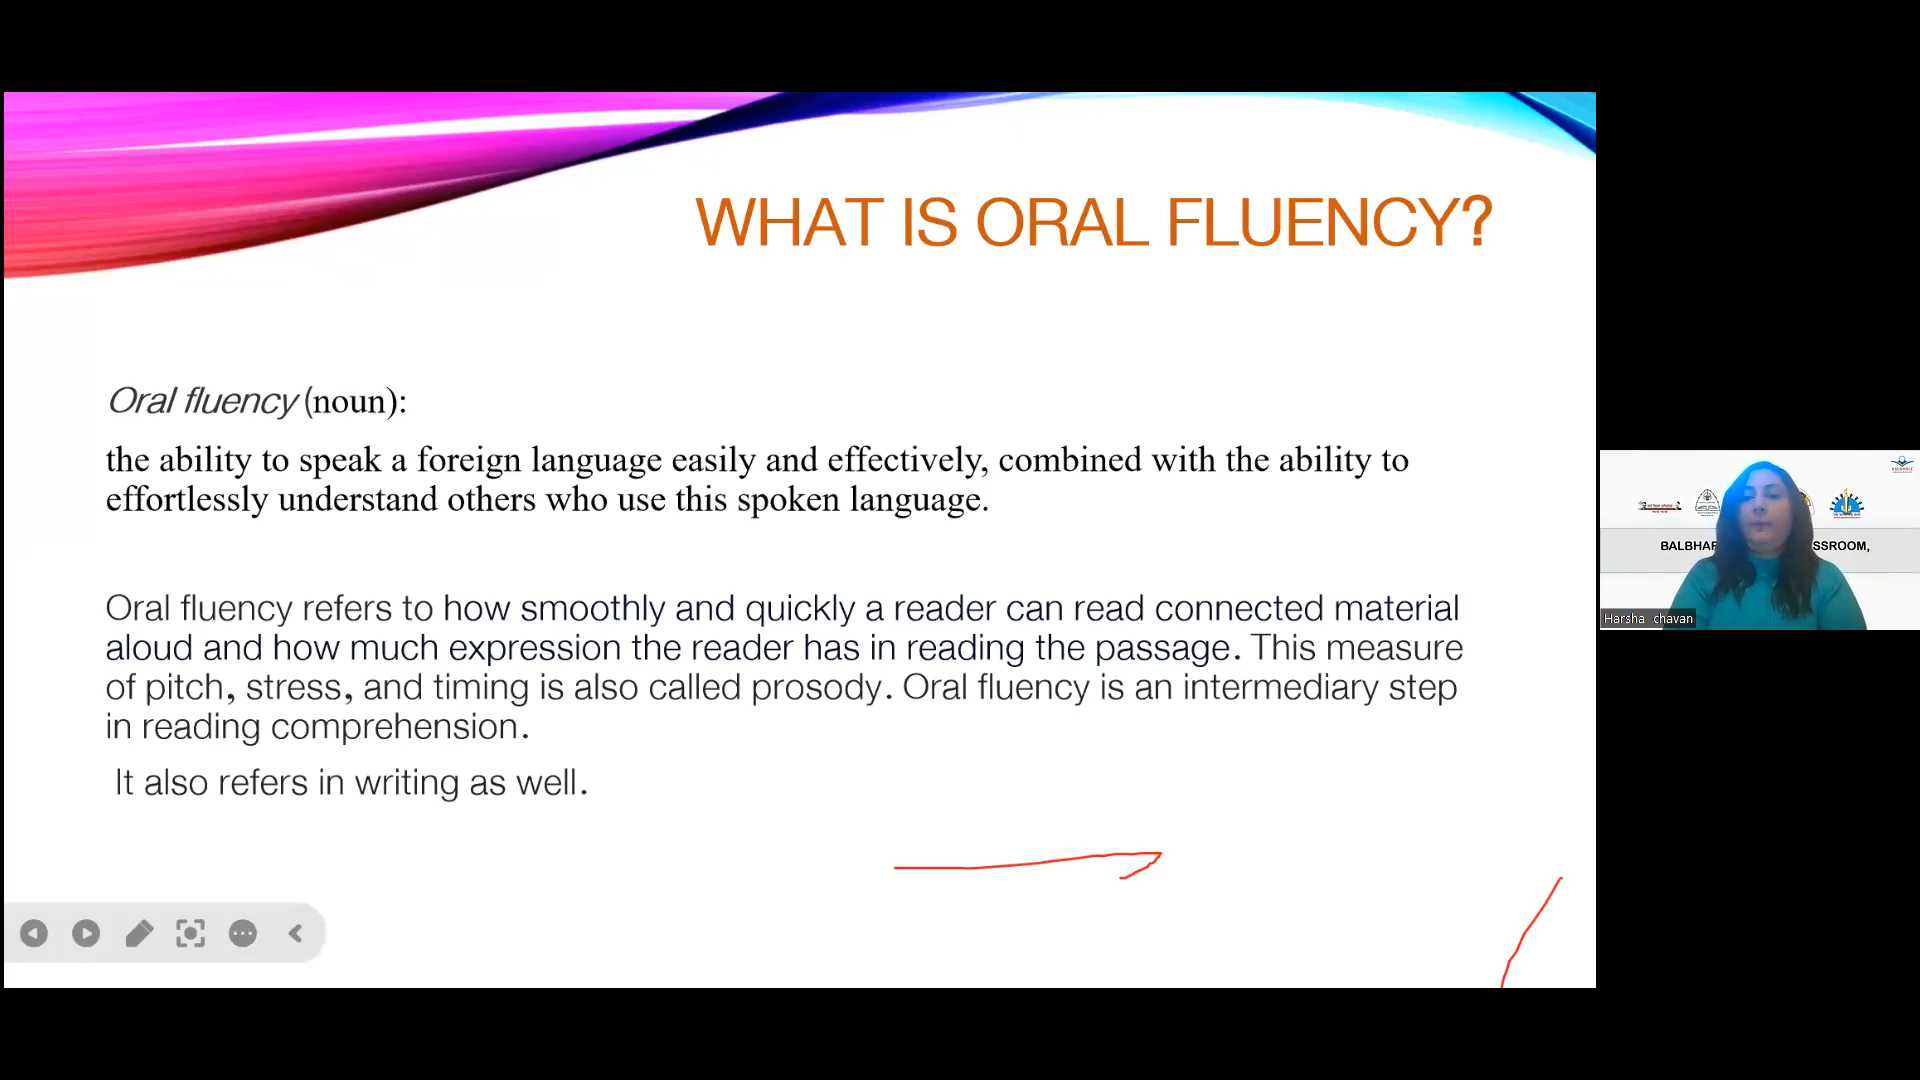 WHAT IS ORAL FLUENCY?
Oral fluency (noun):
the ability to speak a foreign language easily and effectively, combined with the ability to
effortlessly understand others who use this spoken language.
Oral fluency refers to how smoothly and quickly a reader can read connected material
aloud and how much expression the reader has in reading the passage. This measure
of pitch, stress, and timing is also called prosody. Oral fluency is an intermediary step
in reading comprehension.
It also refers in writing as well.
BALBHAR SSROOM,
Harsha chavan